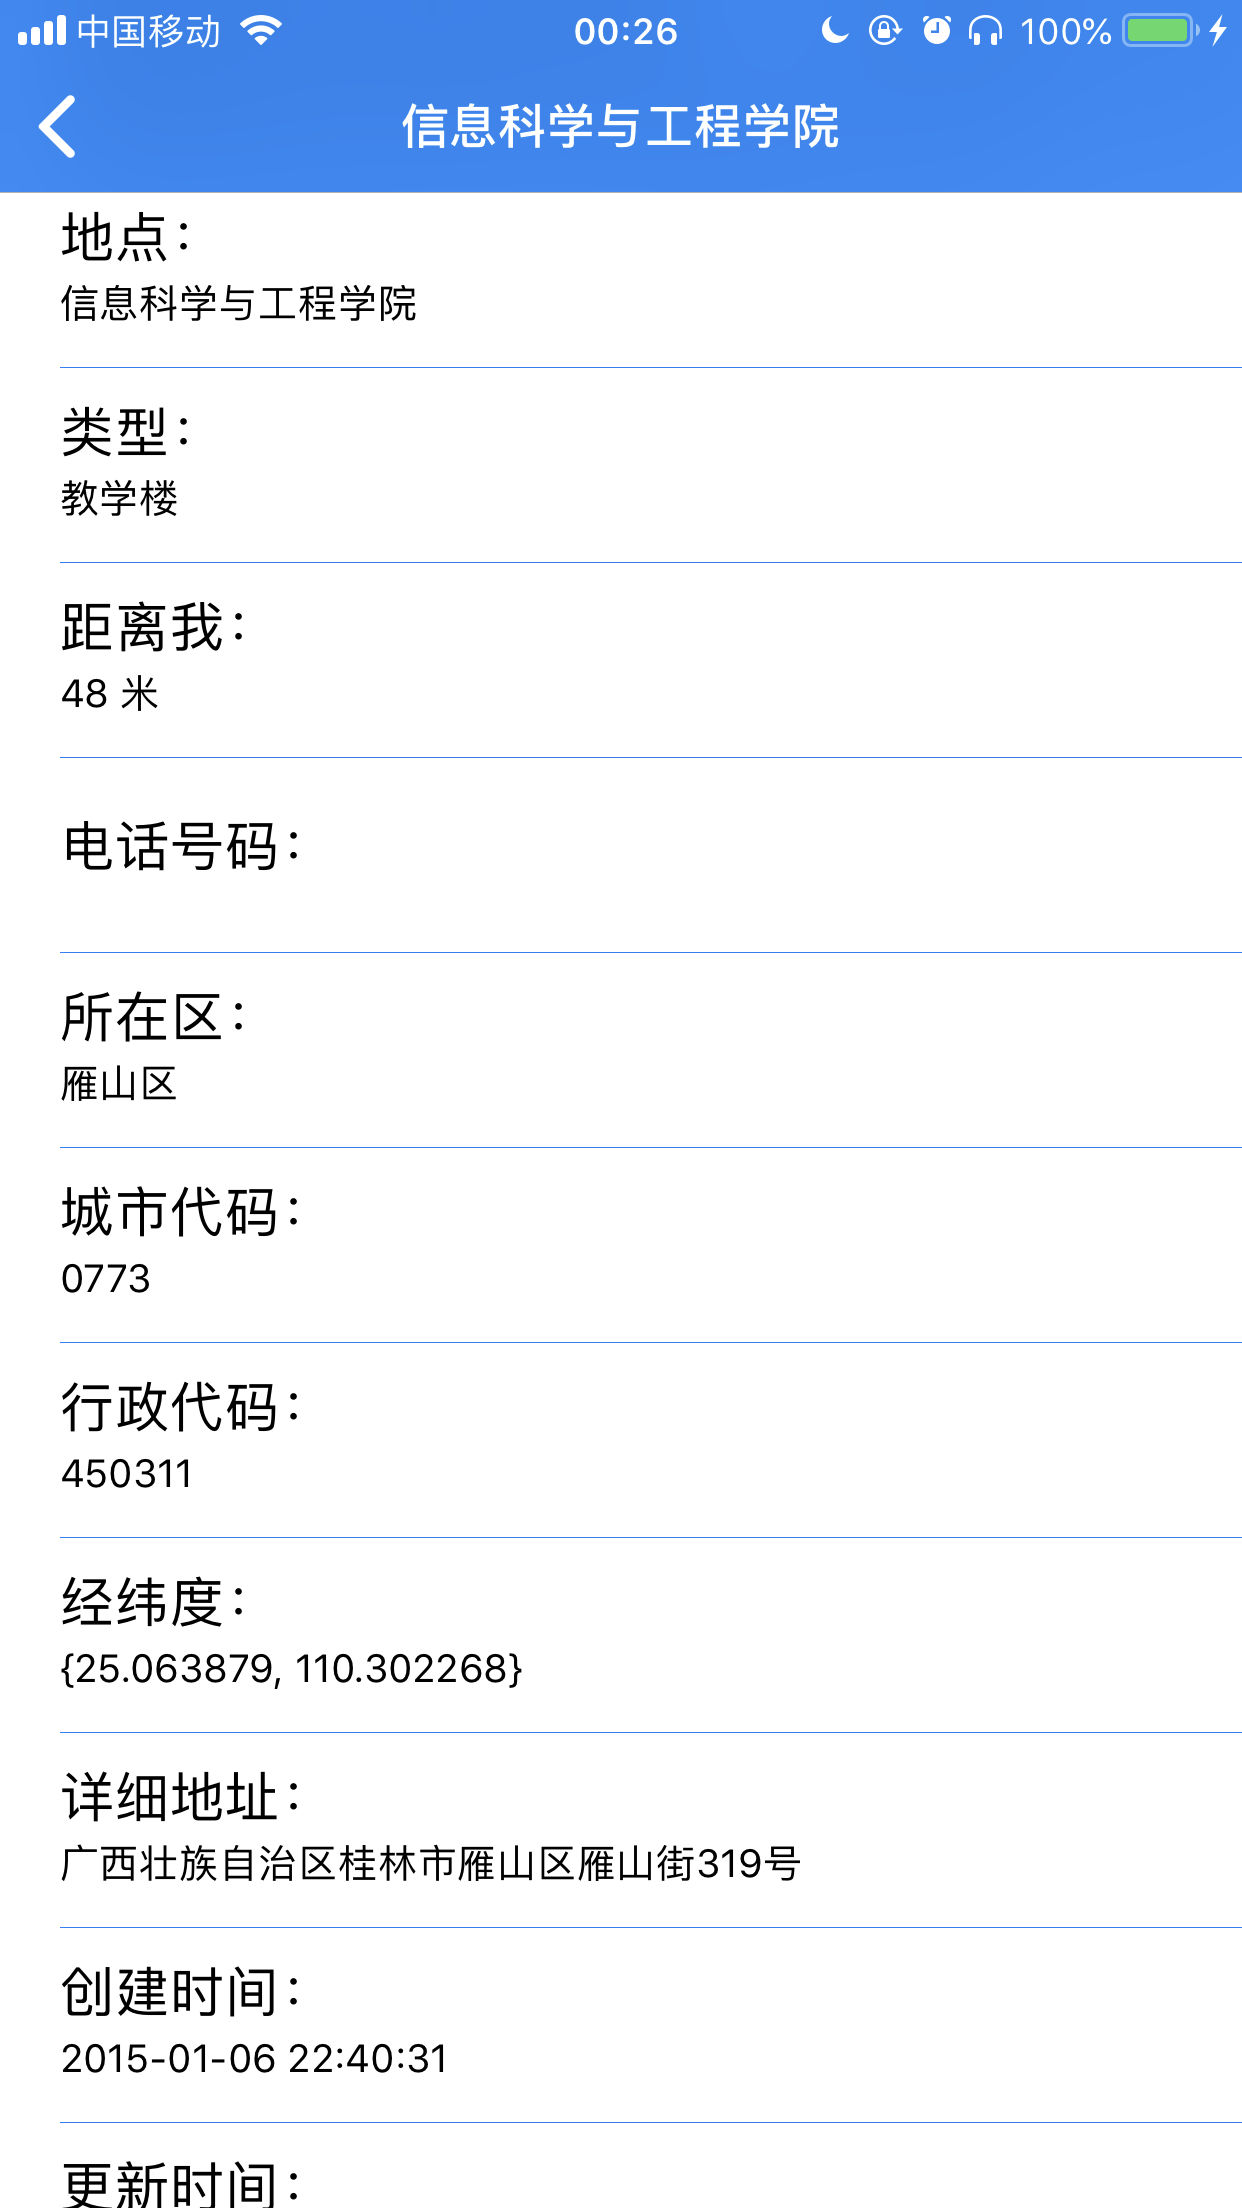 中国移动 00:26 100%
信息科学与工程学院
地点：
信息科学与工程学院
类型：
教学楼
距离我：
48 米
电话号码：
所在区：
雁山区
城市代码：
0773
行政代码：
450311
经纬度：
{25.063879, 110.302268}
详细地址：
广西壮族自治区桂林市雁山区雁山街319号
创建时间：
2015-01-06 22:40:31
更新时间：